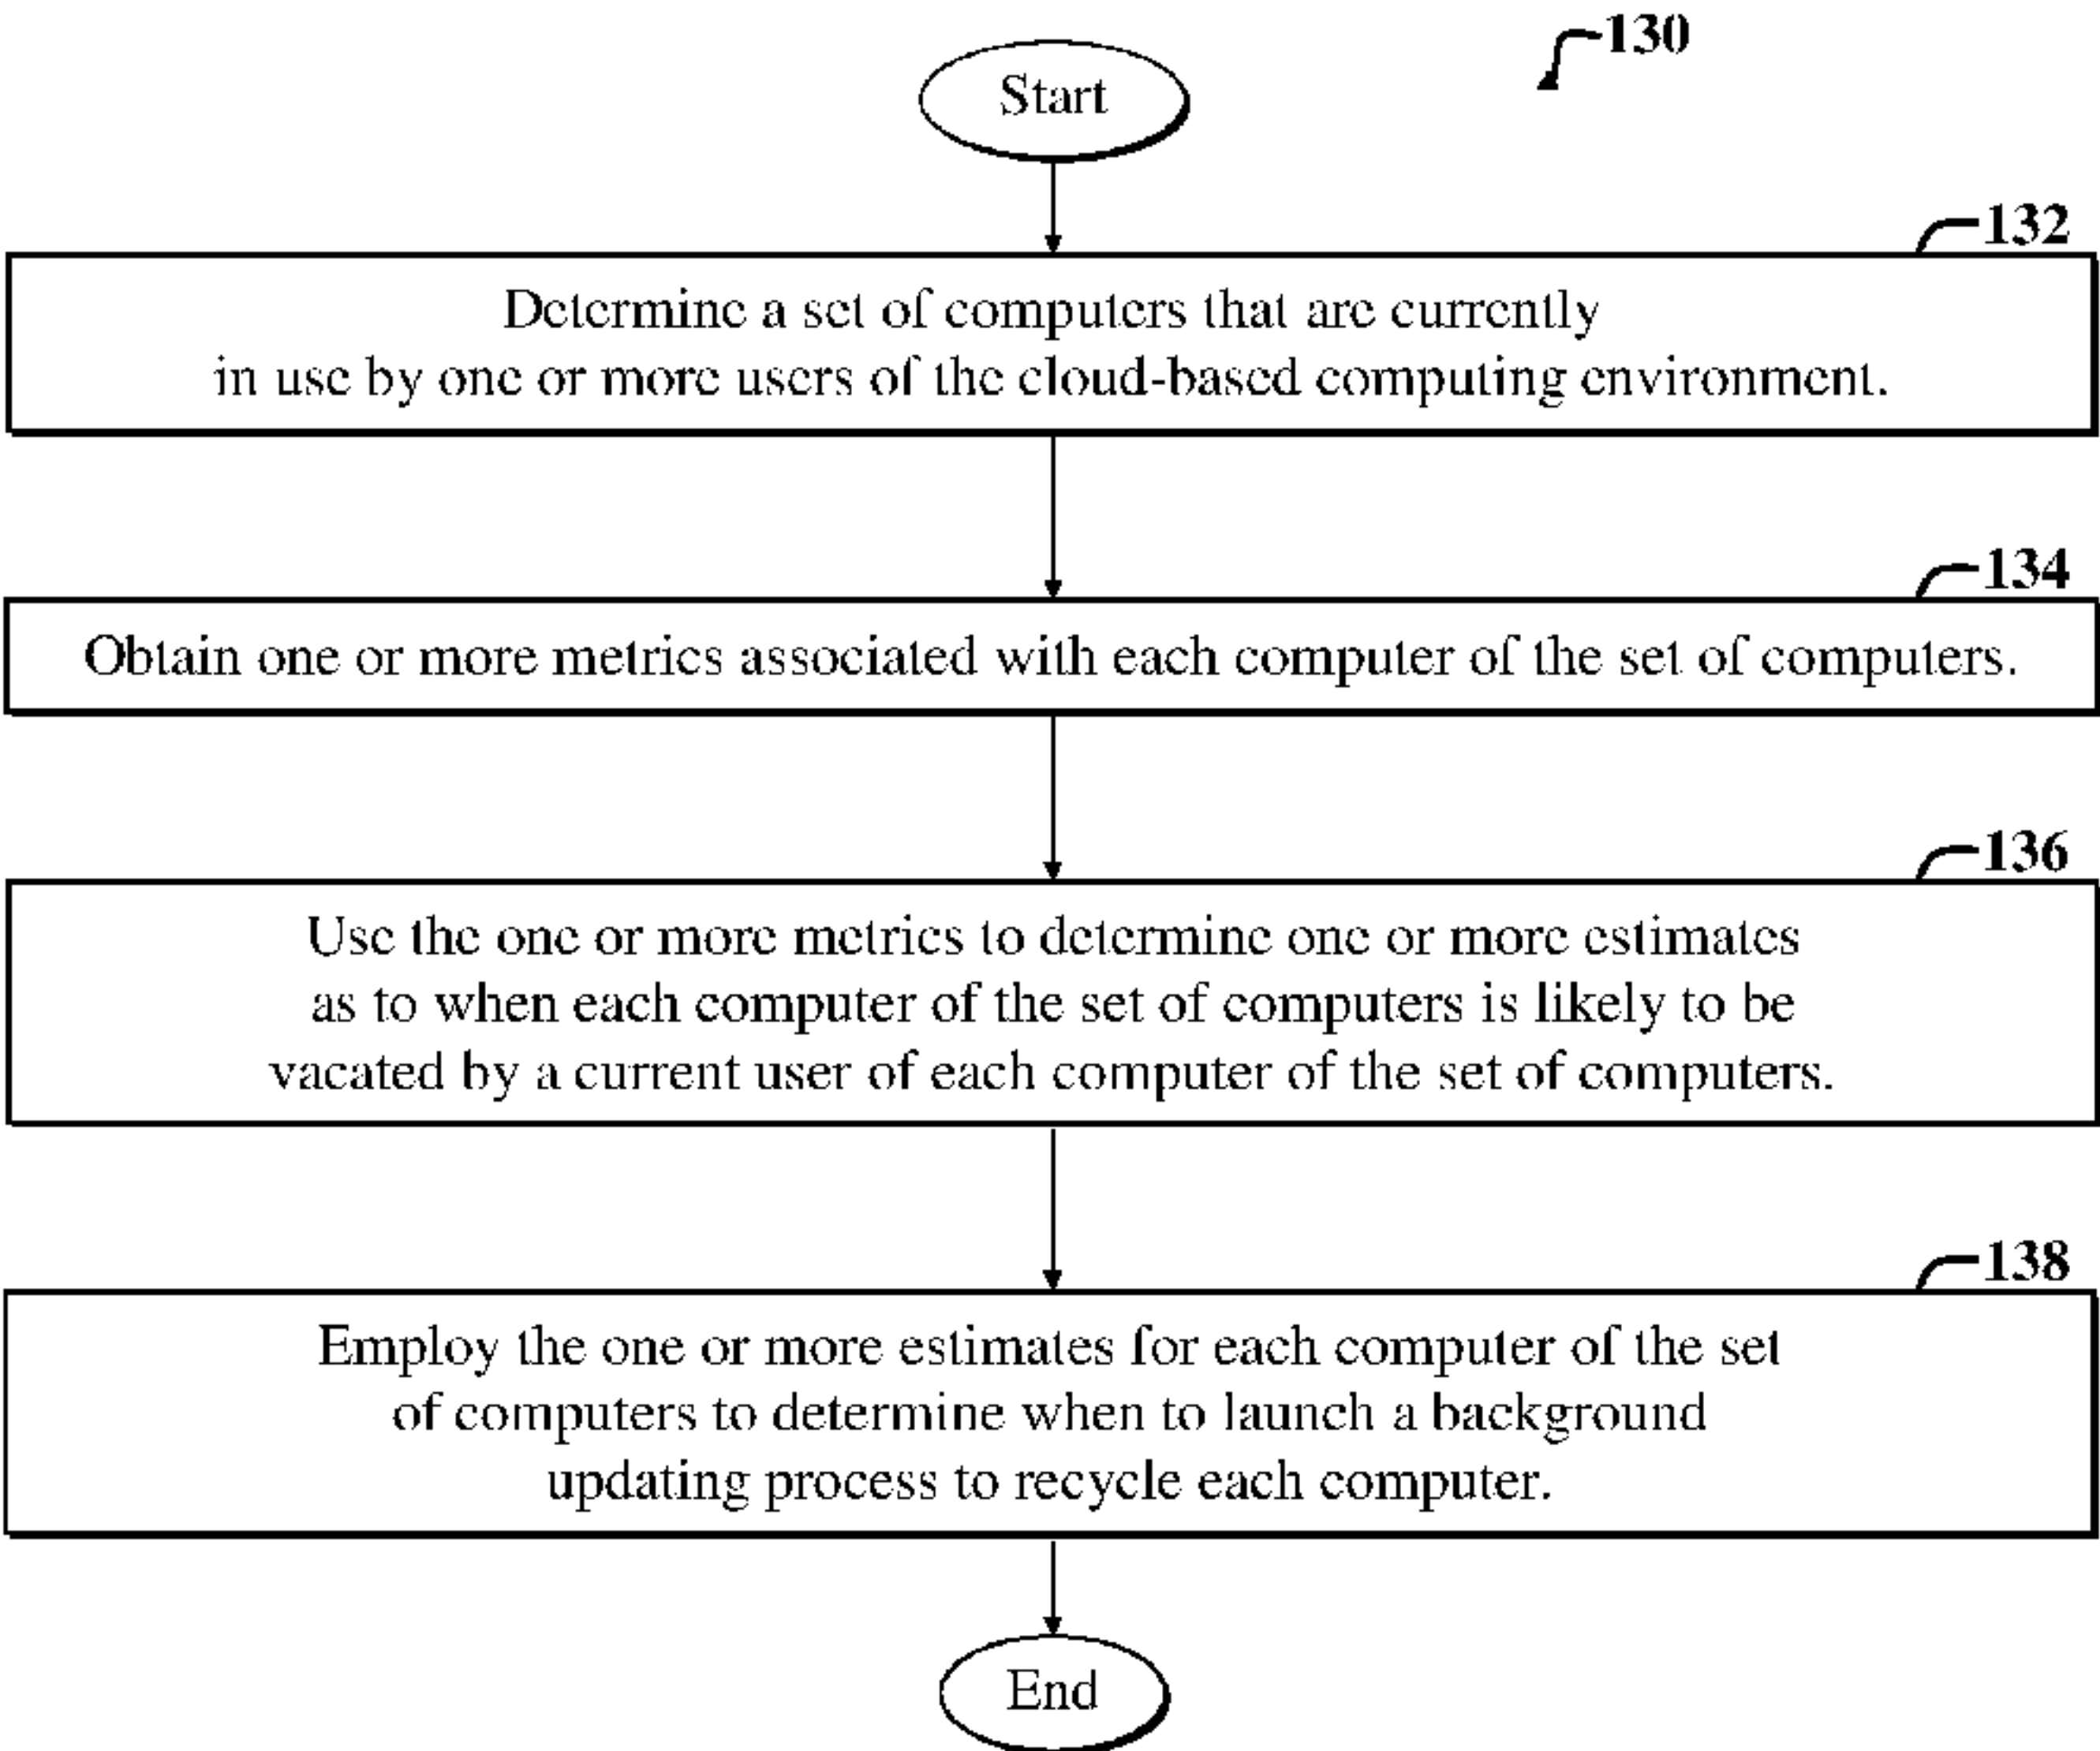 130
Start
132
Determine a set of computers that are currently
in use by one or more users of the cloud-based computing environment.
134
Obtain one or more metrics associated with each computer of the set of computers.
136
Use the one or more metrics to determine one or more estimates
as to when each computer of the set of computers is likely to be
vacated by a current user of each computer of the set of computers.
138
Employ the one or more estimates for each computer of the set
of computers to determine when to launch a background
updating process to recycle each computer.
End